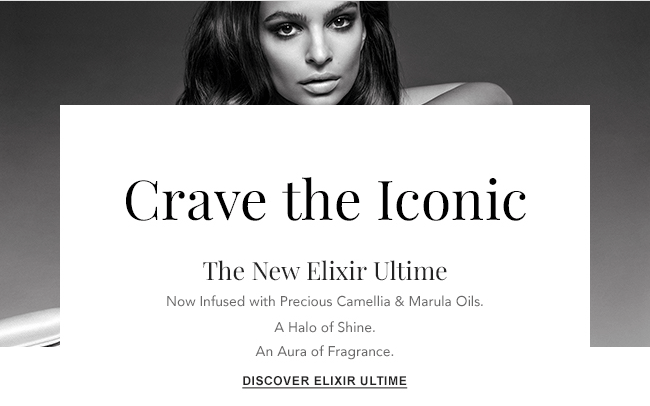 Crave the Iconic
The New Elixir Ultime
Now Infused with Precious Camellia & Marula Oils.
A Halo of Shine.
An Aura of Fragrance.
DISCOVER ELIXIR ULTIME